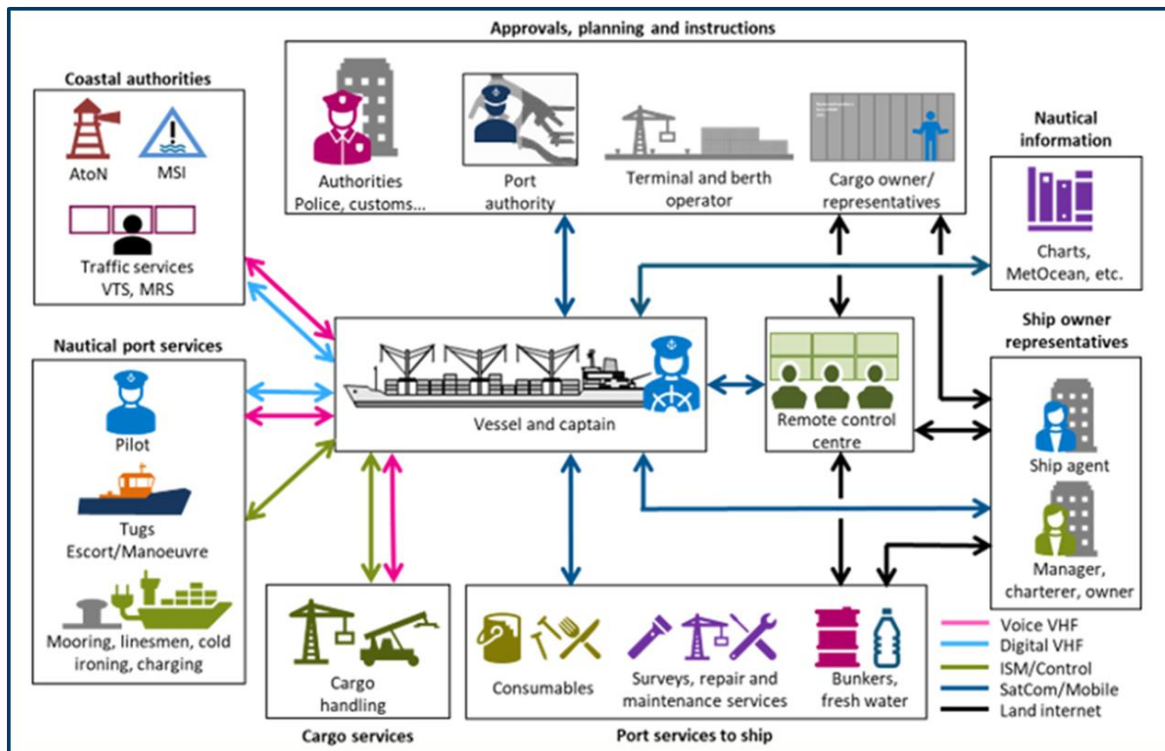 Approvals, planning and instructions
Authorities
Police, customs...
Port
authority
Terminal and berth
operator
Cargo owner/
representatives
Coastal authorities
AtoN
MSI
Traffic services
VTS, MRS
Nautical
information
Charts,
MetOcean, etc.
Nautical port services
Pilot
Tugs
Escort/Manoeuvre
Mooring, linesmen, cold
ironing, charging
Vessel and captain
Remote control
centre
Ship owner
representatives
Ship agent
Manager,
charterer, owner
Cargo
handling
Cargo services
Consumables
Surveys, repair and
maintenance services
Bunkers,
fresh water
Port services to ship
Voice VHF
Digital VHF
ISM/Control
SatCom/Mobile
Land internet